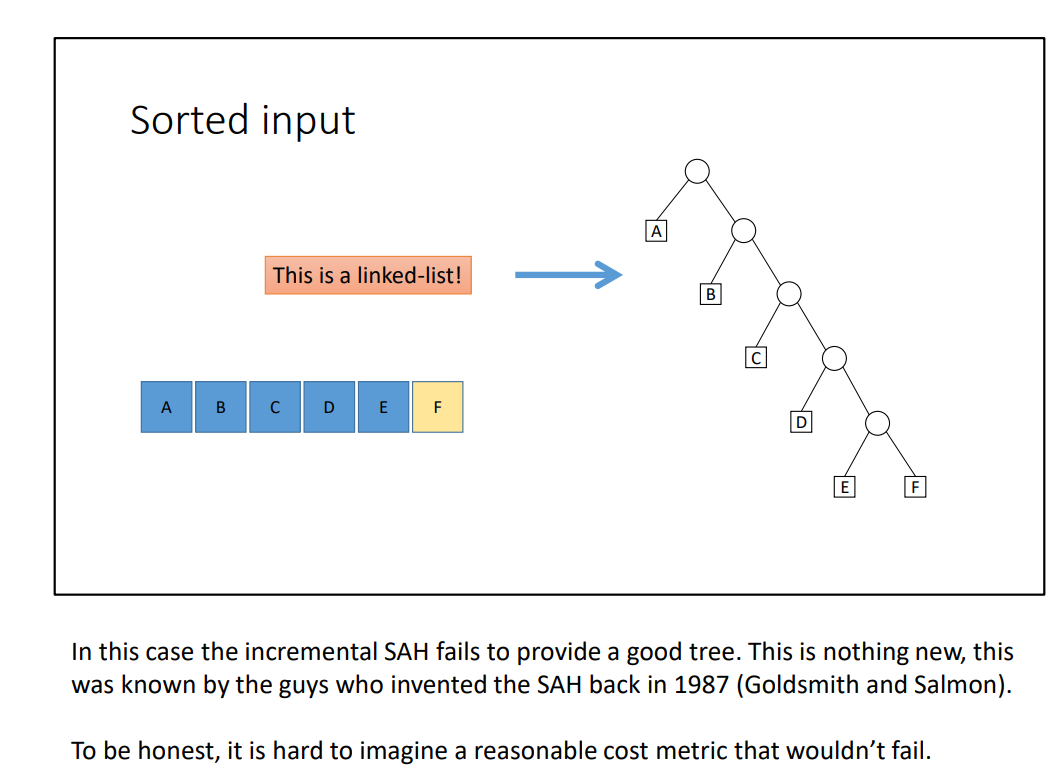 Sorted input
This is a linked-list!
A
B
C
D
E
F
A B C D E F
In this case the incremental SAH fails to provide a good tree. This is nothing new, this
was known by the guys who invented the SAH back in 1987 (Goldsmith and Salmon).
To be honest, it is hard to imagine a reasonable cost metric that wouldn’t fail.